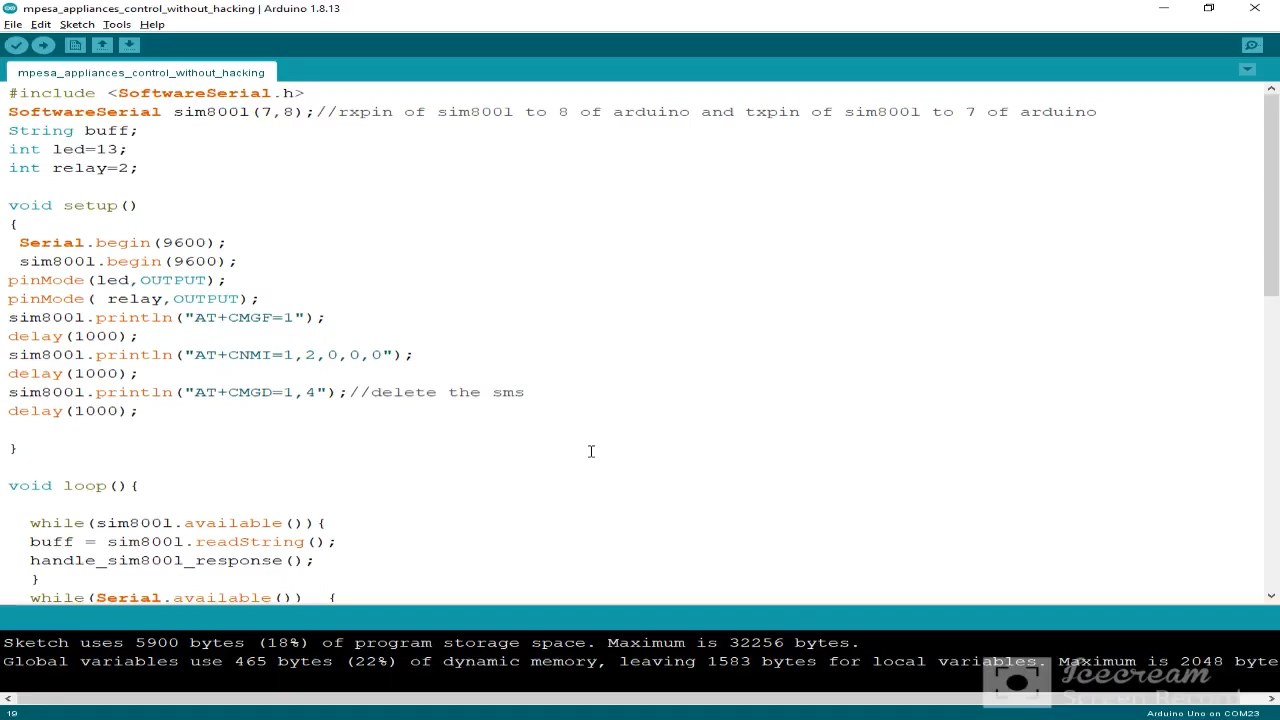 mpesa_appliances_control_without_hacking | Arduino 1.8.13
File Edit Sketch Tools Help
mpesa_appliances_control_without_hacking
#include <SoftwareSerial.h>
SoftwareSerial sim800l(7,8);//rxpin of sim800l to 8 of arduino and txpin of sim800l to 7 of arduino
String buff;
int led=13;
int relay=2;
void setup()
{
Serial.begin(9600);
sim800l.begin(9600);
pinMode(led,OUTPUT);
pinMode( relay,OUTPUT);
sim800l.println("AT+CMGF=1");
delay(1000);
sim800l.println("AT+CNMI=1,2,0,0,0");
delay(1000);
sim800l.println("AT+CMGD=1,4");//delete the sms
delay(1000);
}
void loop(){
while(sim800l.available()){
buff = sim800l.readString();
handle_sim800l_response();
}
while(Serial.available()) {
Sketch uses 5900 bytes (18%) of program storage space. Maximum is 32256 bytes.
Global variables use 465 bytes (22%) of dynamic memory, leaving 1583 bytes for local variables. Maximum is 2048 byte
Icecream
Screen Record
19
Arduino Uno on COM23